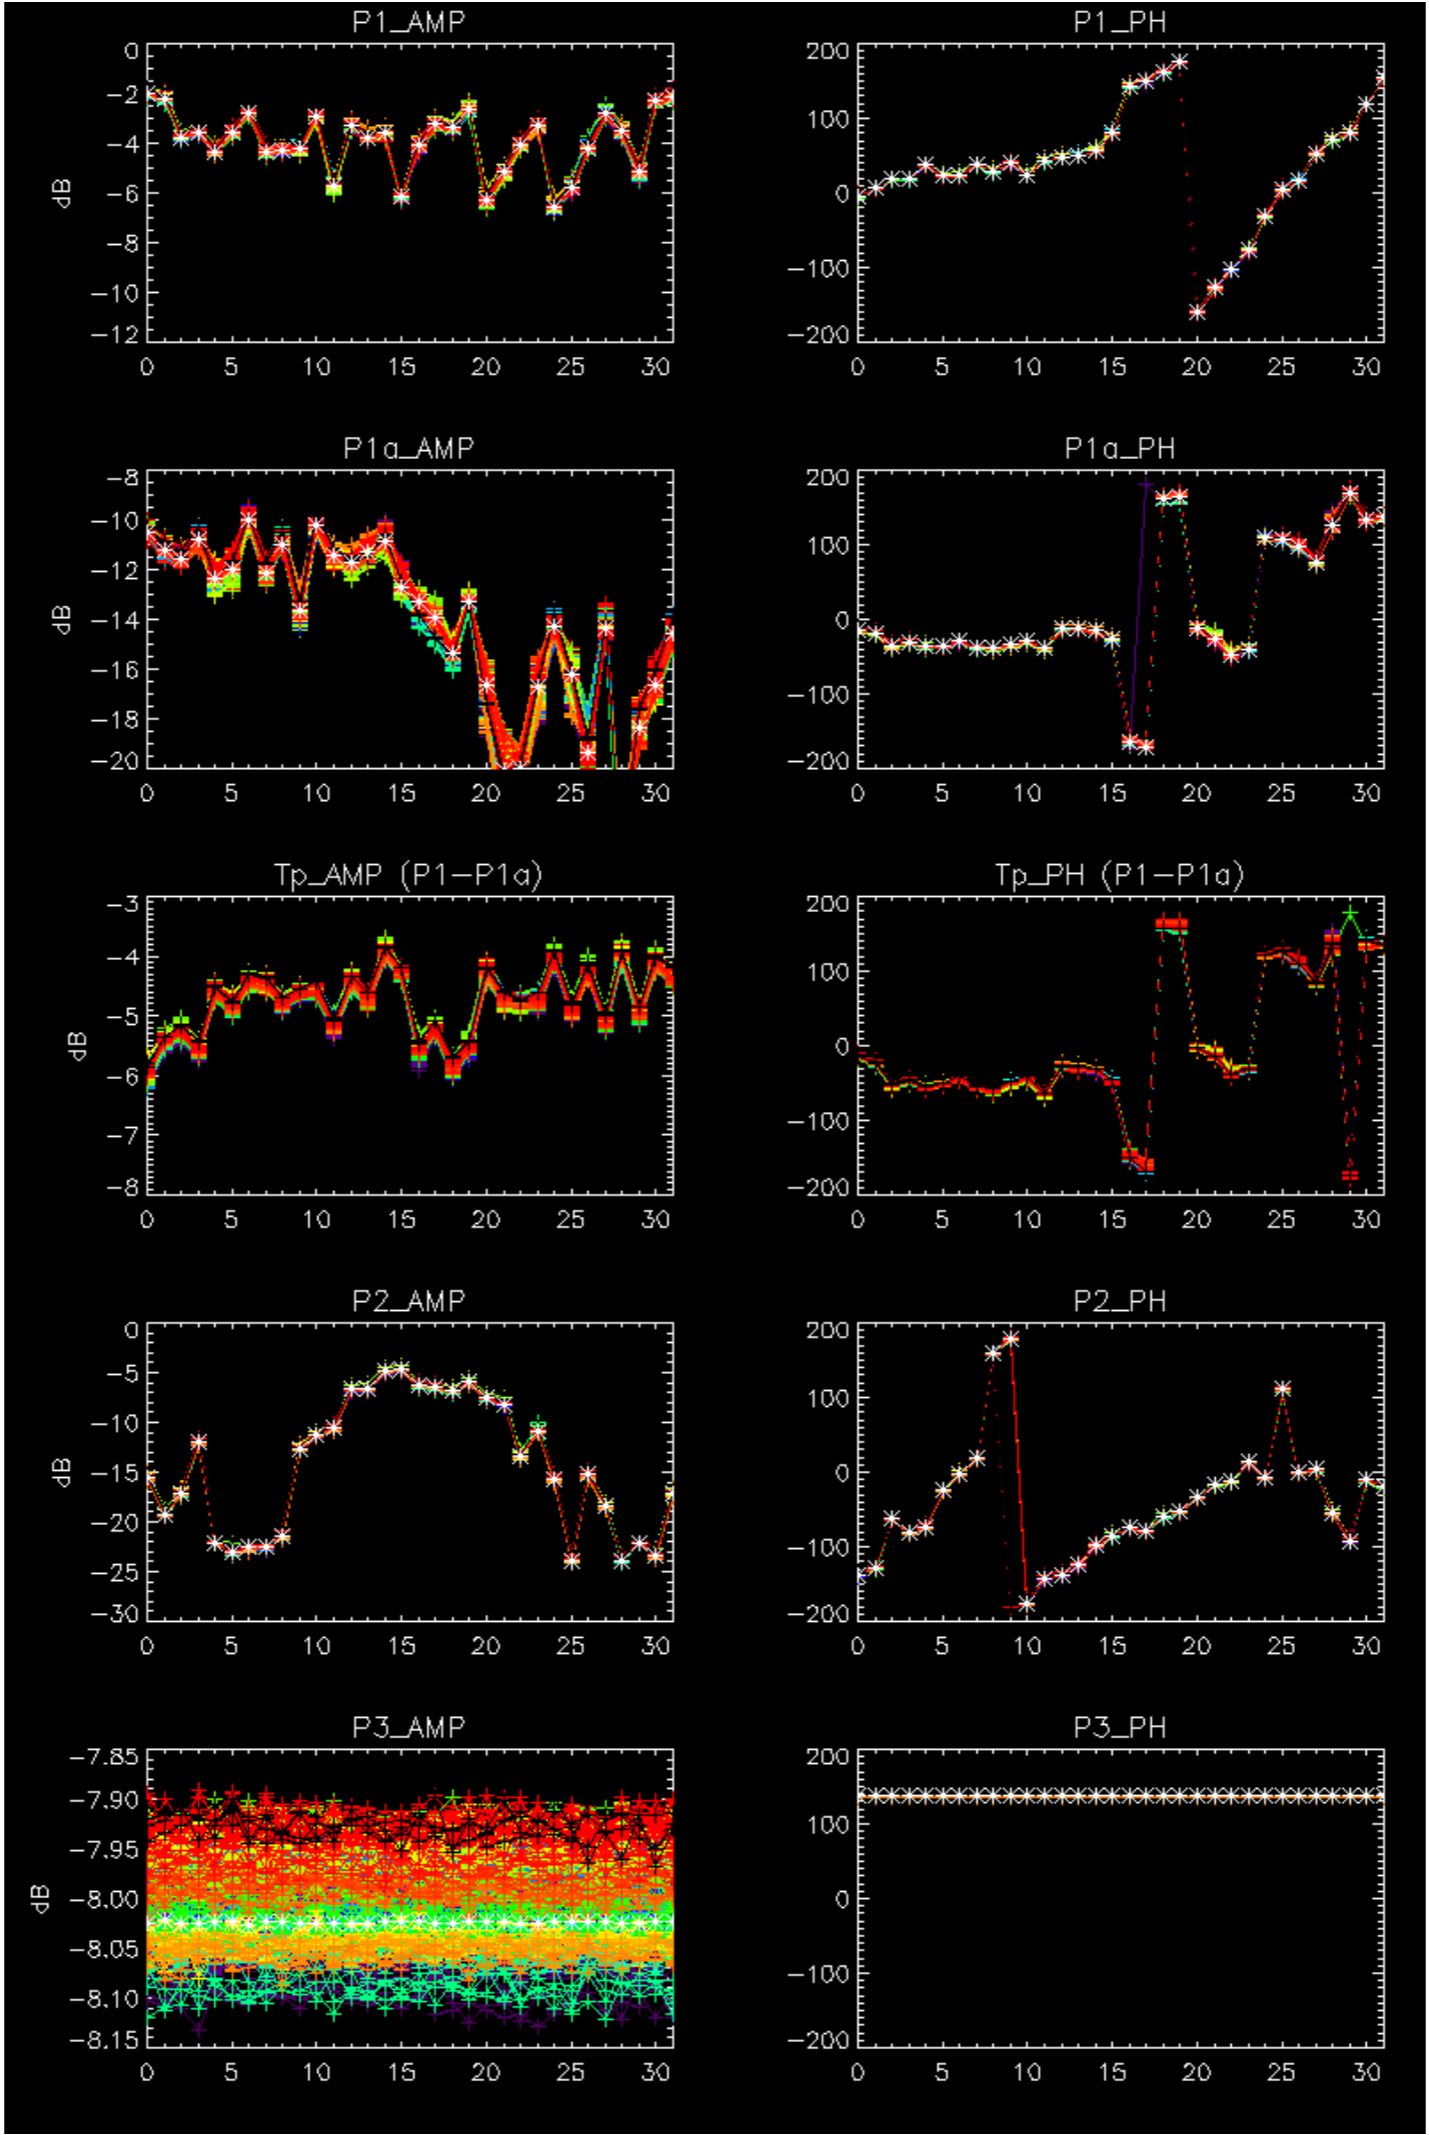 P1_AMP P1_PH
0 200
-2 100
-4 0
-6
-8 -100
-10
-12 -200
dB
0 5 10 15 20 25 30 0 5 10 15 20 25 30
P1a_AMP P1a_PH
-8 200
-10 100
-12
-14 0
-16 -100
-18
-20 -200
dB
0 5 10 15 20 25 30 0 5 10 15 20 25 30
Tp_AMP (P1-P1a) Tp_PH (P1-P1a)
-3 200
-4 100
-5 0
-6 -100
-7
-8 -200
dB
0 5 10 15 20 25 30 0 5 10 15 20 25 30
P2_AMP P2_PH
0 200
-5 100
-10
-15 0
-20 -100
-25
-30 -200
dB
0 5 10 15 20 25 30 0 5 10 15 20 25 30
P3_AMP P3_PH
-7.85 200
-7.90 100
-7.95
-8.00 0
-8.05 -100
-8.10
-8.15 -200
dB
0 5 10 15 20 25 30 0 5 10 15 20 25 30